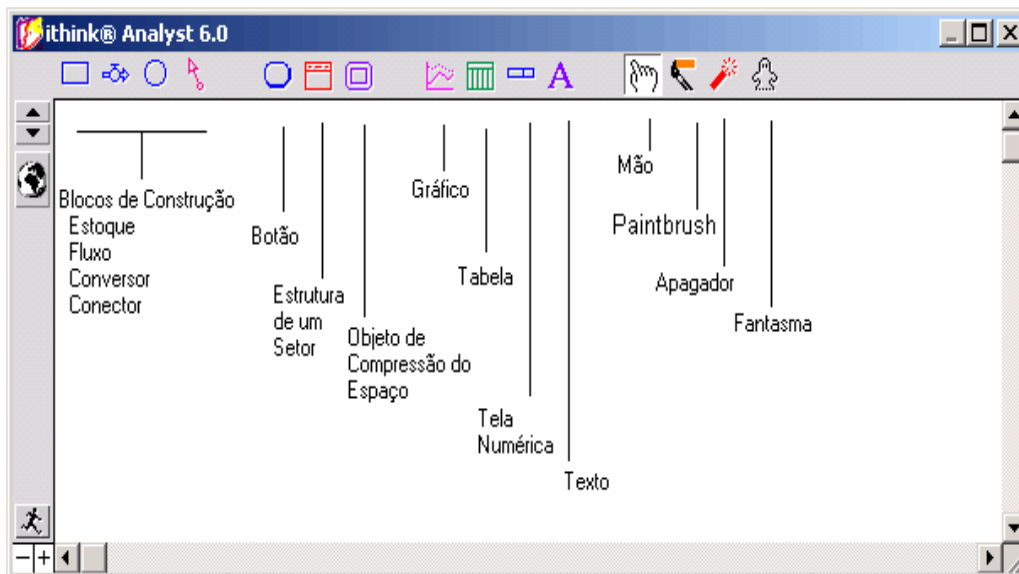 ithink® Analyst 6.0
A
Blocos de Construção
Estoque
Fluxo
Conversor
Conector
Botão
Estrutura
de um
Setor
Objeto de
Compressão do
Espaço
Gráfico
Tabela
Tela
Numérica
Texto
Mão
Paintbrush
Apagador
Fantasma